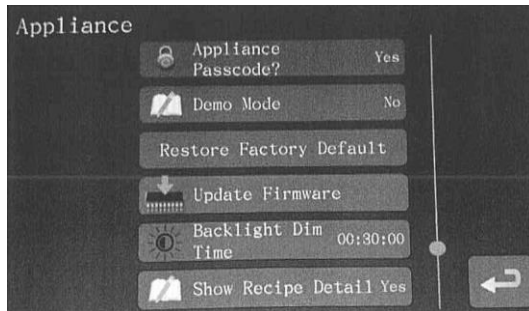 Appliance
Appliance
Passcode? Yes
Demo Mode No
Restore Factory Default
Update Firmware
Backlight Dim
Time 00:30:00
Show Recipe Detail Yes